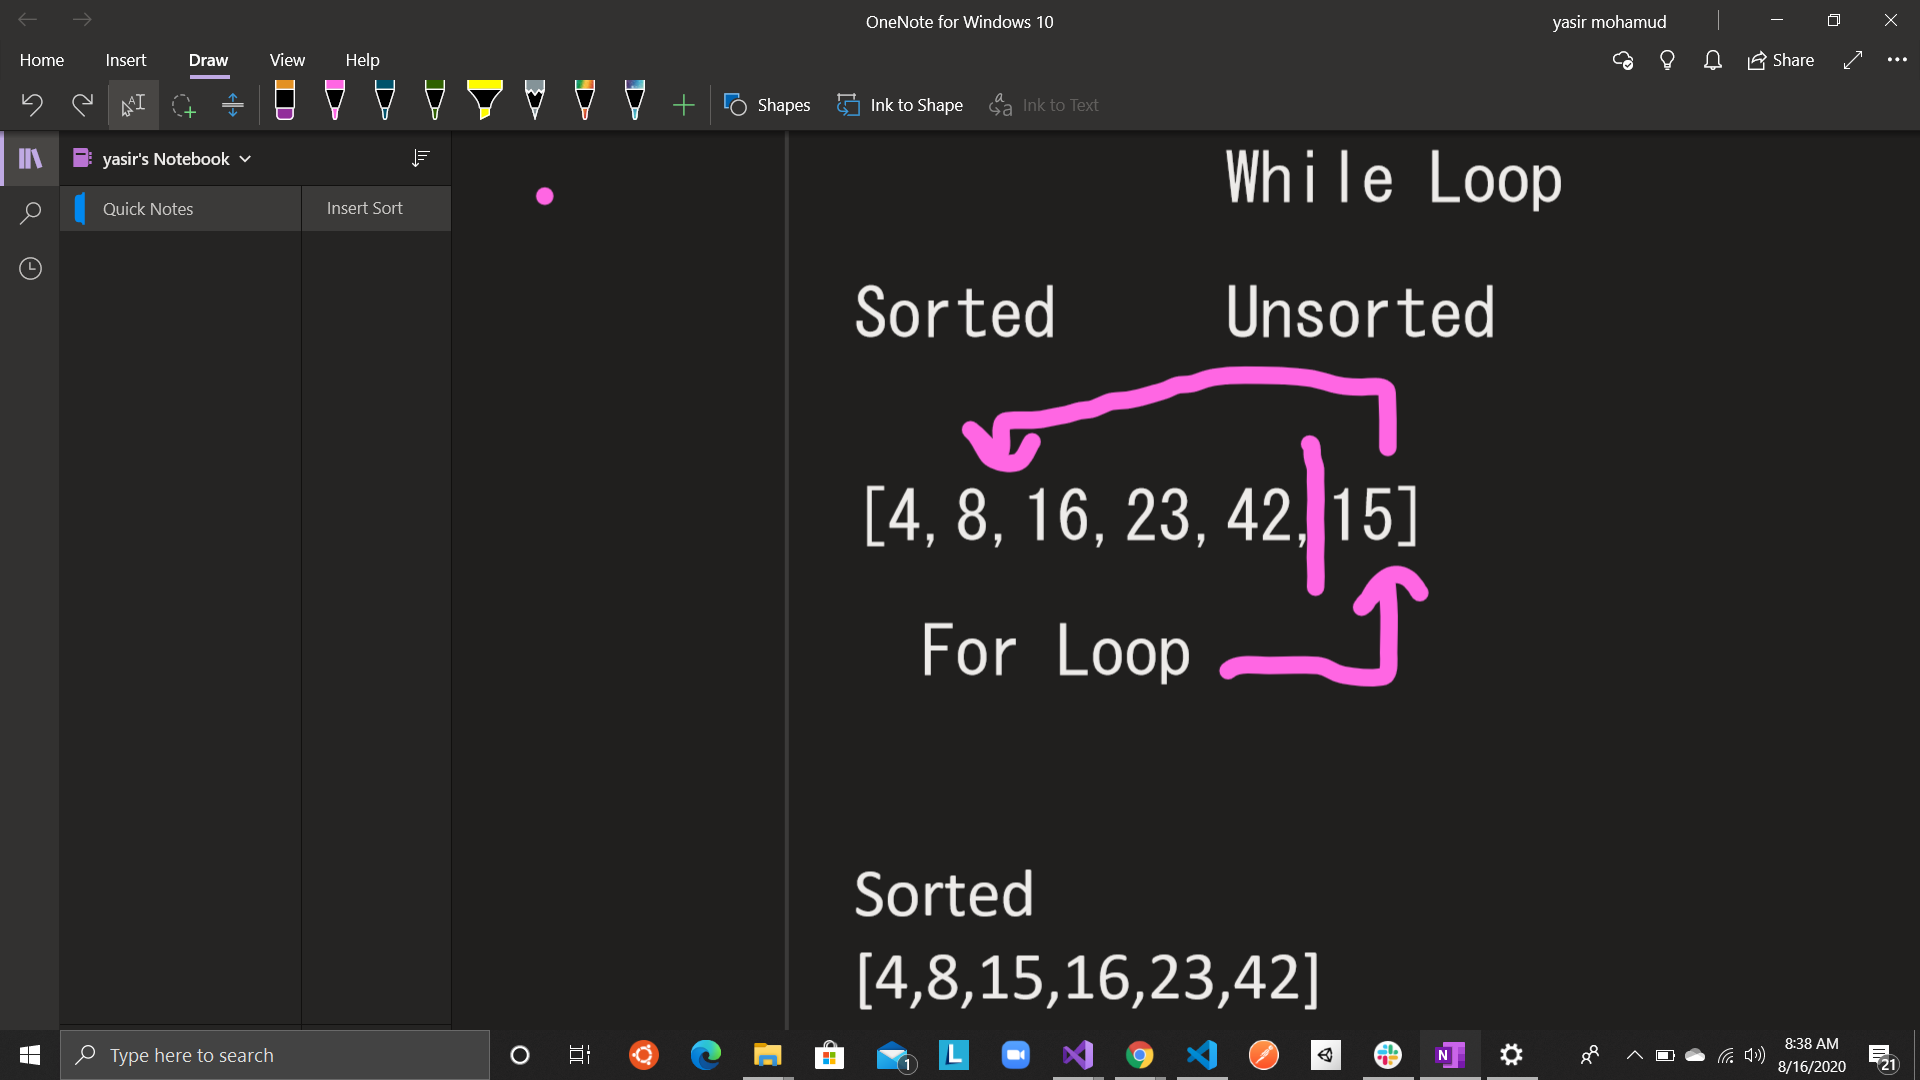 OneNote for Windows 10
yasir mohamud
Home Insert Draw View Help
Share
Shapes Ink to Shape Ink to Text
yasir's Notebook
Quick Notes
Insert Sort
While Loop
Sorted Unsorted
[4, 8, 16, 23, 42, 15]
For Loop
Sorted
[4,8,15,16,23,42]
Type here to search
1
L
N
8:38 AM
8/16/2020
21